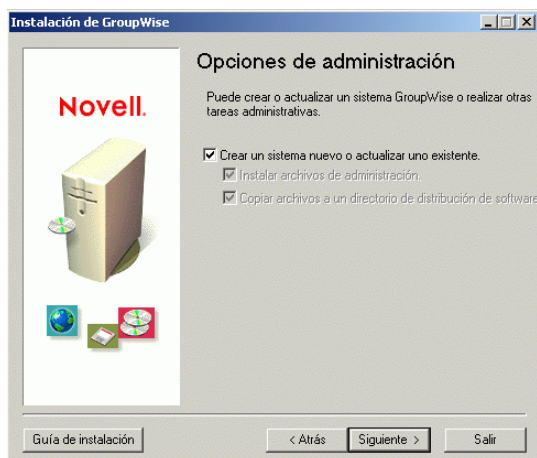 Instalación de GroupWise
Novell.
Opciones de administración
Puede crear o actualizar un sistema GroupWise o realizar otras
tareas administrativas.
Crear un sistema nuevo o actualizar uno existente.
Instalar archivos de administración.
Copiar archivos a un directorio de distribución de software
Guía de instalación
< Atrás
Siguiente >
Salir